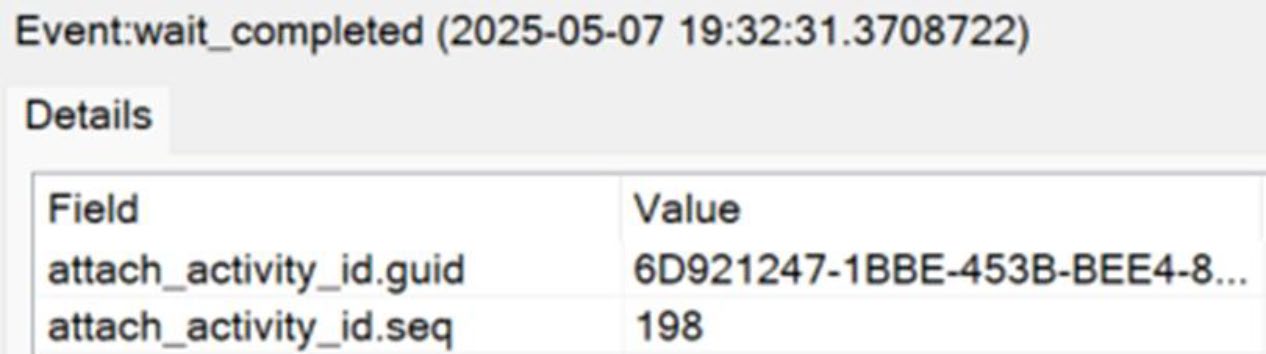 Event:wait_completed (2025-05-07 19:32:31.3708722)
Details
Field Value
attach_activity_id.guid 6D921247-1BBE-453B-BEE4-8...
attach_activity_id.seq 198